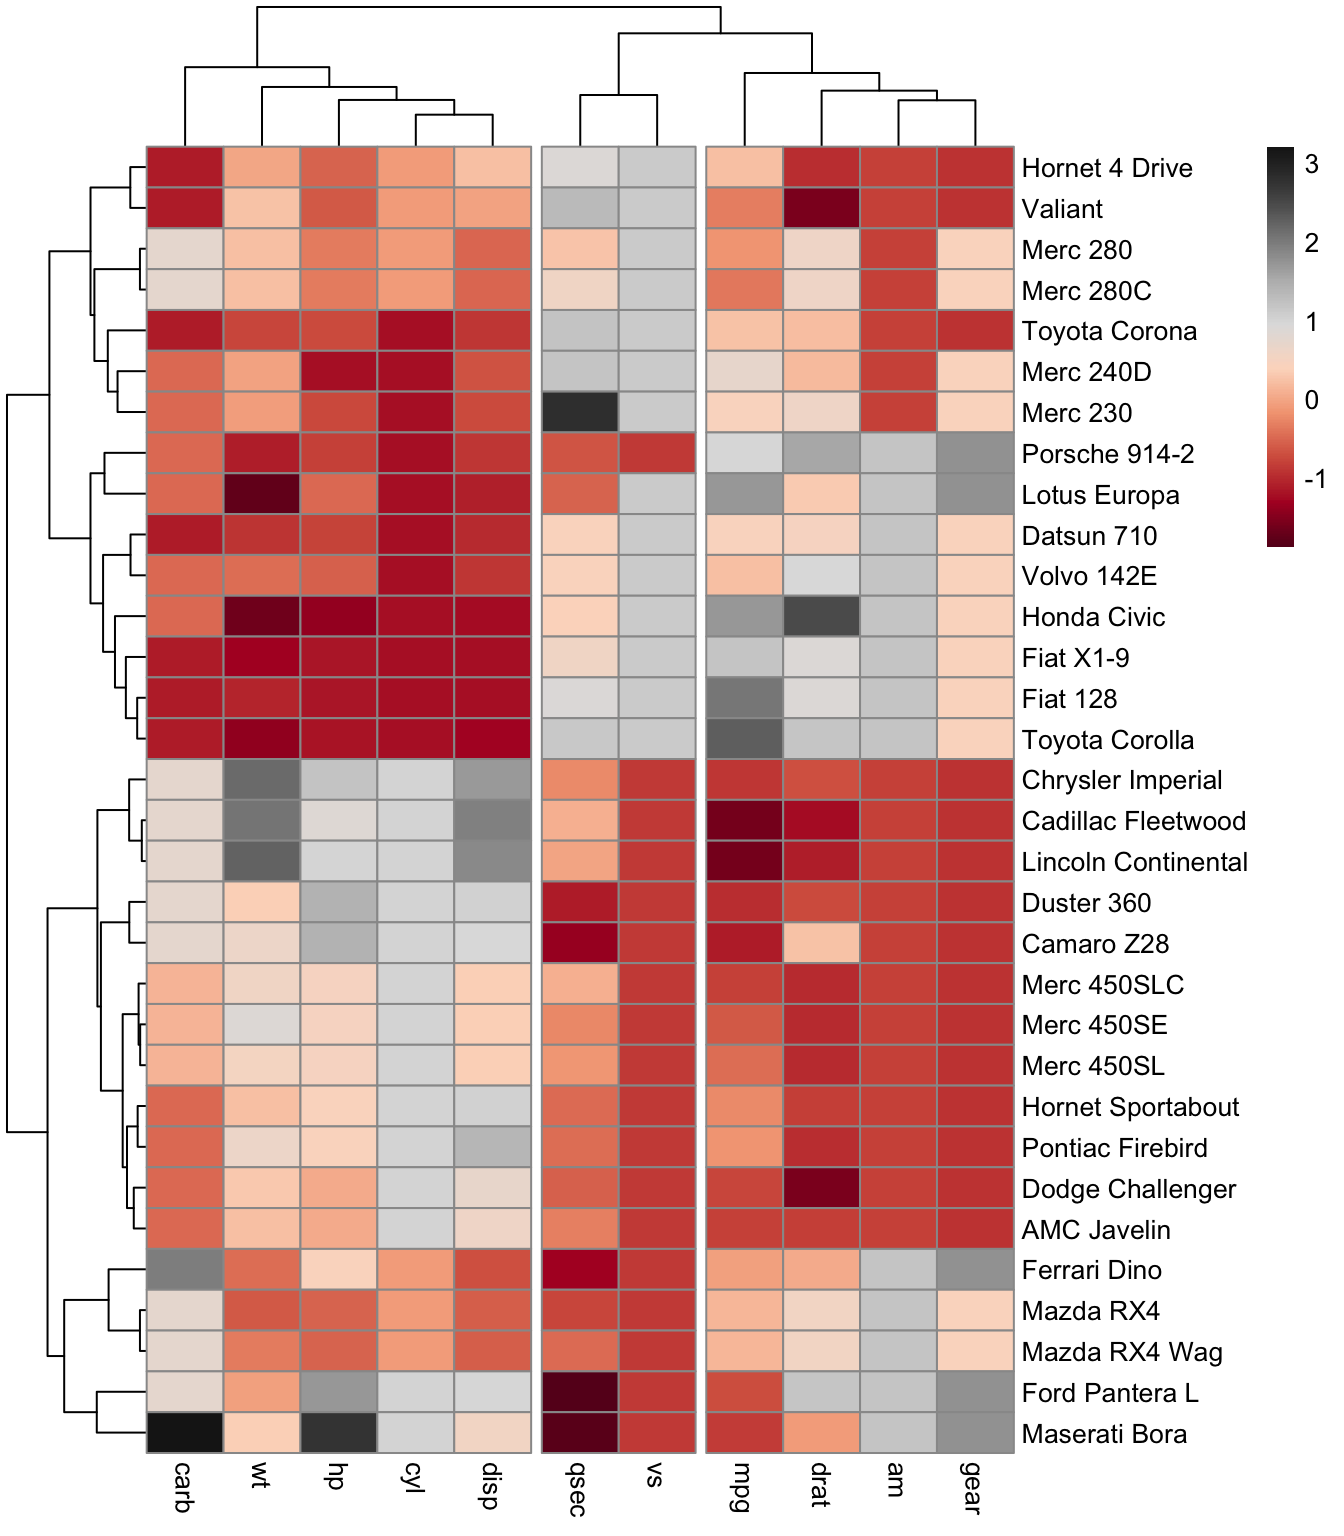 Hornet 4 Drive
Valiant
Merc 280
Merc 280C
Toyota Corona
Merc 240D
Merc 230
Porsche 914-2
Lotus Europa
Datsun 710
Volvo 142E
Honda Civic
Fiat X1-9
Fiat 128
Toyota Corolla
Chrysler Imperial
Cadillac Fleetwood
Lincoln Continental
Duster 360
Camaro Z28
Merc 450SLC
Merc 450SE
Merc 450SL
Hornet Sportabout
Pontiac Firebird
Dodge Challenger
AMC Javelin
Ferrari Dino
Mazda RX4
Mazda RX4 Wag
Ford Pantera L
Maserati Bora
carb
wt
hp
cyl
disp
qsec
vs
mpg
drat
am
gear
3
2
1
0
-1